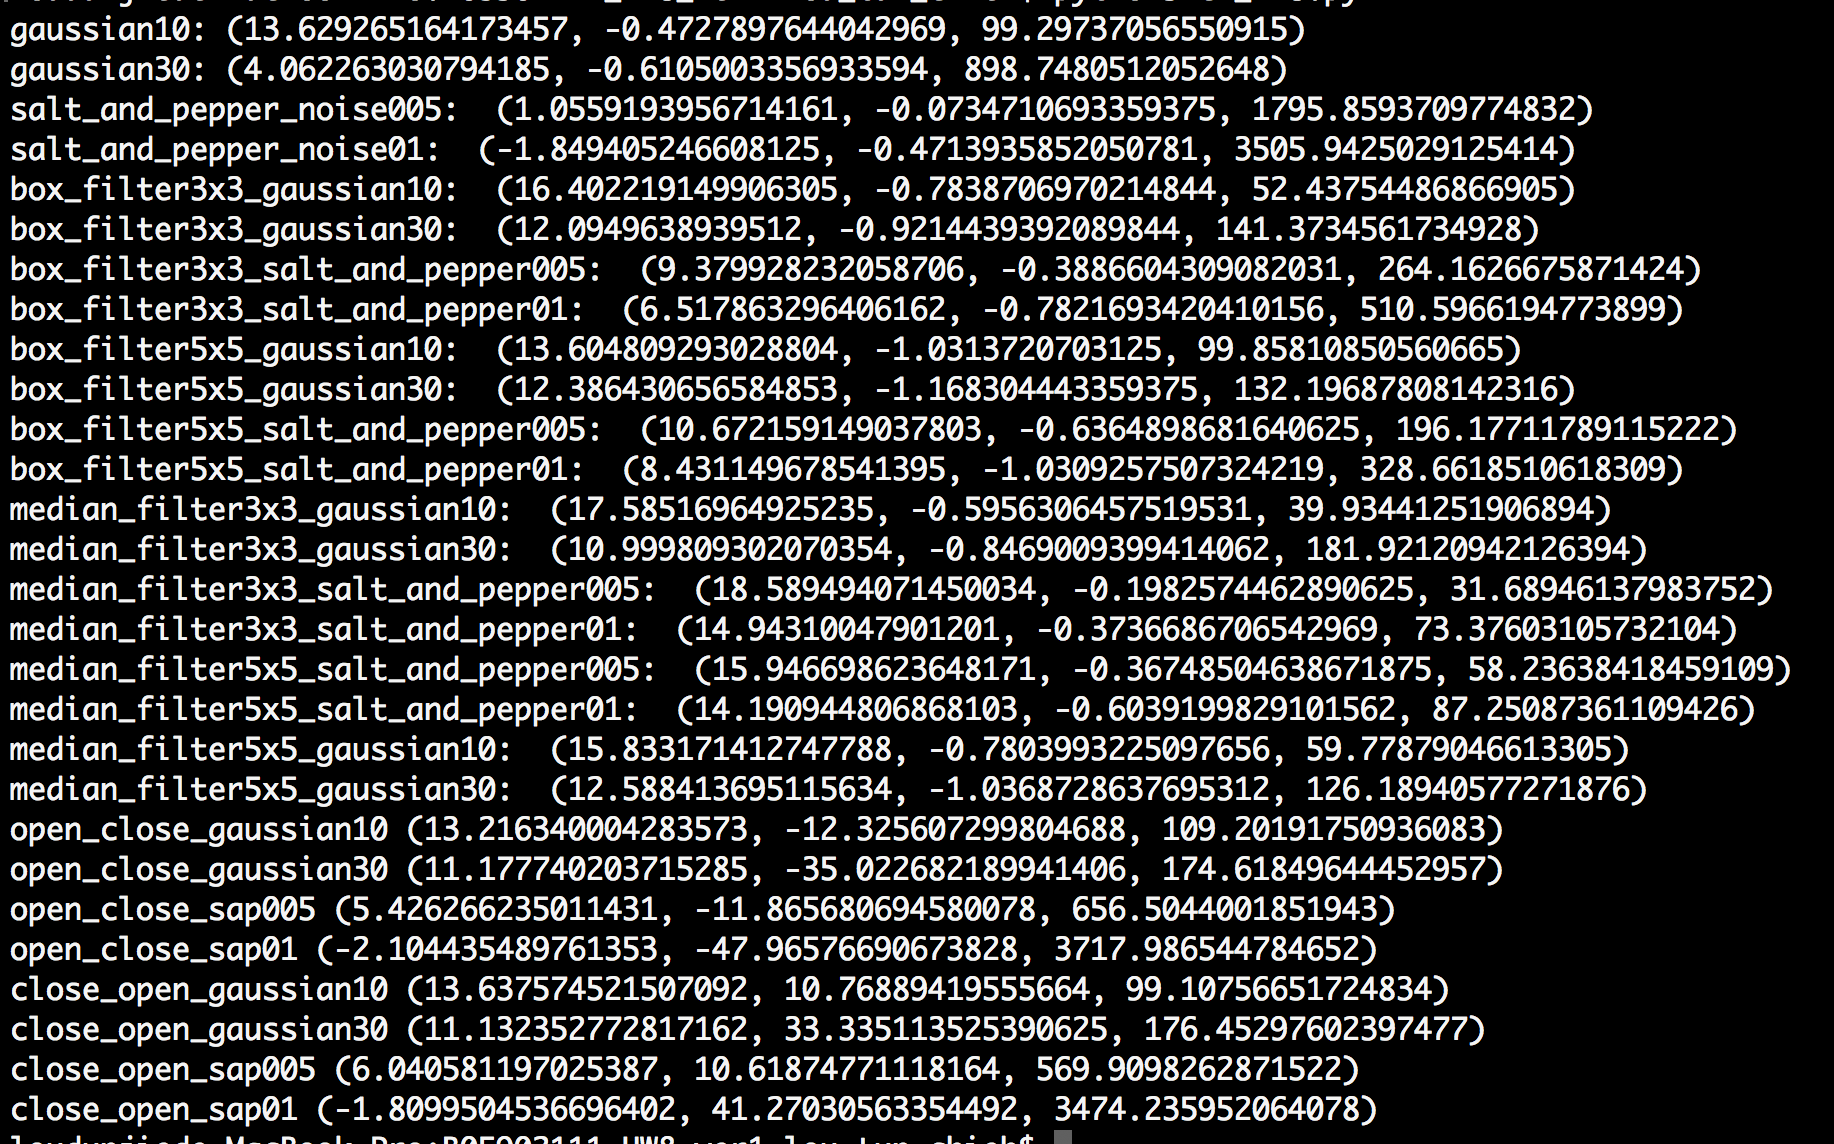 gaussian10: (13.629265164173457, -0.4727897644042969, 99.29737056550915)
gaussian30: (4.062263030794185, -0.6105003356933594, 898.7480512052648)
salt_and_pepper_noise005:  (1.0559193956714161, -0.0734710693359375, 1795.8593709774832)
salt_and_pepper_noise01:  (-1.849405246608125, -0.4713935852050781, 3505.9425029125414)
box_filter3x3_gaussian10:  (16.402219149906305, -0.7838706970214844, 52.43754486866905)
box_filter3x3_gaussian30:  (12.0949638939512, -0.9214439392089844, 141.3734561734928)
box_filter3x3_salt_and_pepper005:  (9.379928232058706, -0.3886604309082031, 264.1626675871424)
box_filter3x3_salt_and_pepper01:  (6.517863296406162, -0.7821693420410156, 510.5966194773899)
box_filter5x5_gaussian10:  (13.604809293028804, -1.0313720703125, 99.85810850560665)
box_filter5x5_gaussian30:  (12.386430656584853, -1.168304443359375, 132.19687808142316)
box_filter5x5_salt_and_pepper005:  (10.672159149037803, -0.6364898681640625, 196.17711789115222)
box_filter5x5_salt_and_pepper01:  (8.431149678541395, -1.0309257507324219, 328.6618510618309)
median_filter3x3_gaussian10:  (17.58516964925235, -0.5956306457519531, 39.93441251906894)
median_filter3x3_gaussian30:  (10.999809302070354, -0.8469009399414062, 181.92120942126394)
median_filter3x3_salt_and_pepper005:  (18.589494071450034, -0.1982574462890625, 31.68946137983752)
median_filter3x3_salt_and_pepper01:  (14.94310047901201, -0.3736686706542969, 73.37603105732104)
median_filter5x5_salt_and_pepper005:  (15.946698623648171, -0.36748504638671875, 58.23638418459109)
median_filter5x5_salt_and_pepper01:  (14.190944806868103, -0.6039199829101562, 87.25087361109426)
median_filter5x5_gaussian10:  (15.833171412747788, -0.7803993225097656, 59.77879046613305)
median_filter5x5_gaussian30:  (12.588413695115634, -1.0368728637695312, 126.18940577271876)
open_close_gaussian10 (13.216340004283573, -12.325607299804688, 109.20191750936083)
open_close_gaussian30 (11.177740203715285, -35.022682189941406, 174.61849644452957)
open_close_sap005 (5.426266235011431, -11.865680694580078, 656.5044001851943)
open_close_sap01 (-2.104435489761353, -47.96576690673828, 3717.986544784652)
close_open_gaussian10 (13.637574521507092, 10.76889419555664, 99.10756651724834)
close_open_gaussian30 (11.132352772817162, 33.335113525390625, 176.45297602397477)
close_open_sap005 (6.040581197025387, 10.61874771118164, 569.9098262871522)
close_open_sap01 (-1.8099504536696402, 41.27030563354492, 3474.235952064078)